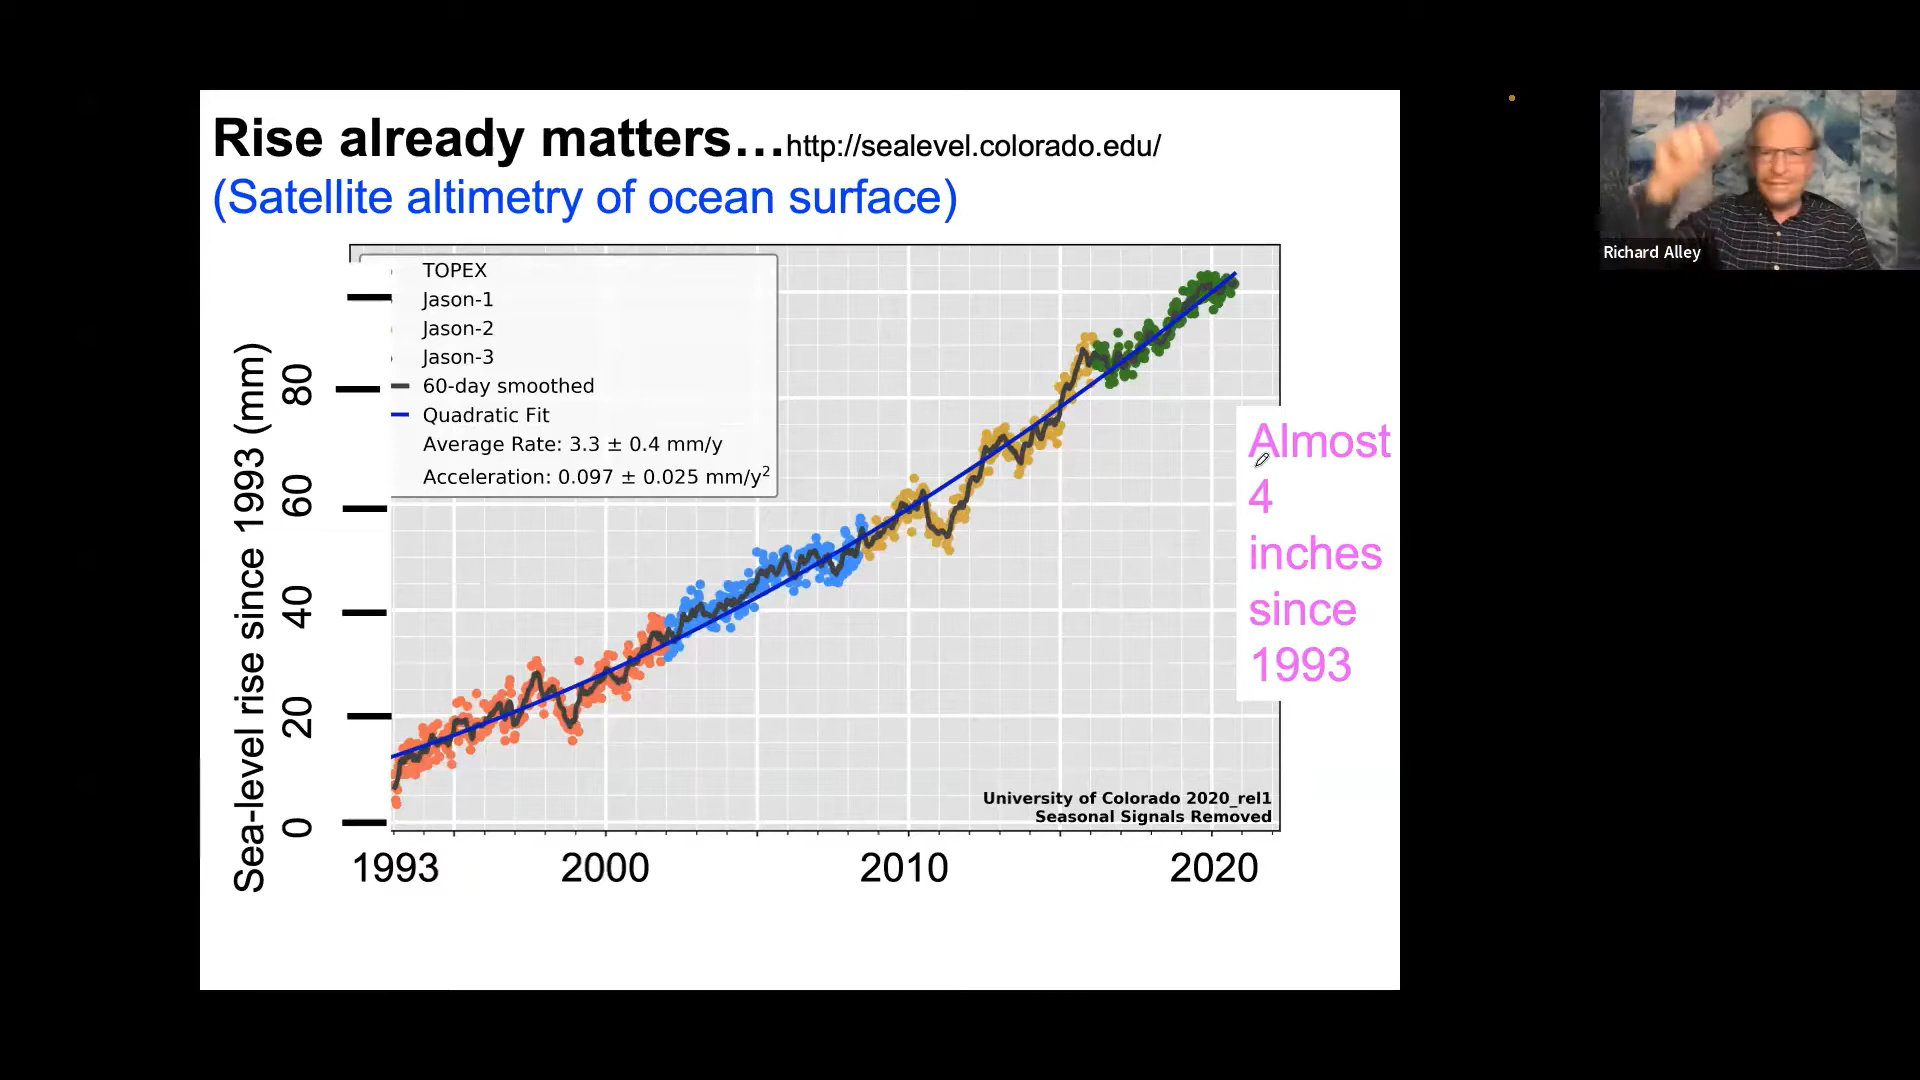 Rise already matters...http://sealevel.colorado.edu/
(Satellite altimetry of ocean surface)
Richard Alley
TOPEX
Jason-1
Jason-2
Jason-3
60-day smoothed
Quadratic Fit
Average Rate: 3.3 ± 0.4 mm/y
Acceleration: 0.097 ± 0.025 mm/y²
Sea-level rise since 1993 (mm)
80
60
40
20
0
Almost
4
inches
since
1993
University of Colorado 2020_rel1
Seasonal Signals Removed
1993 2000 2010 2020